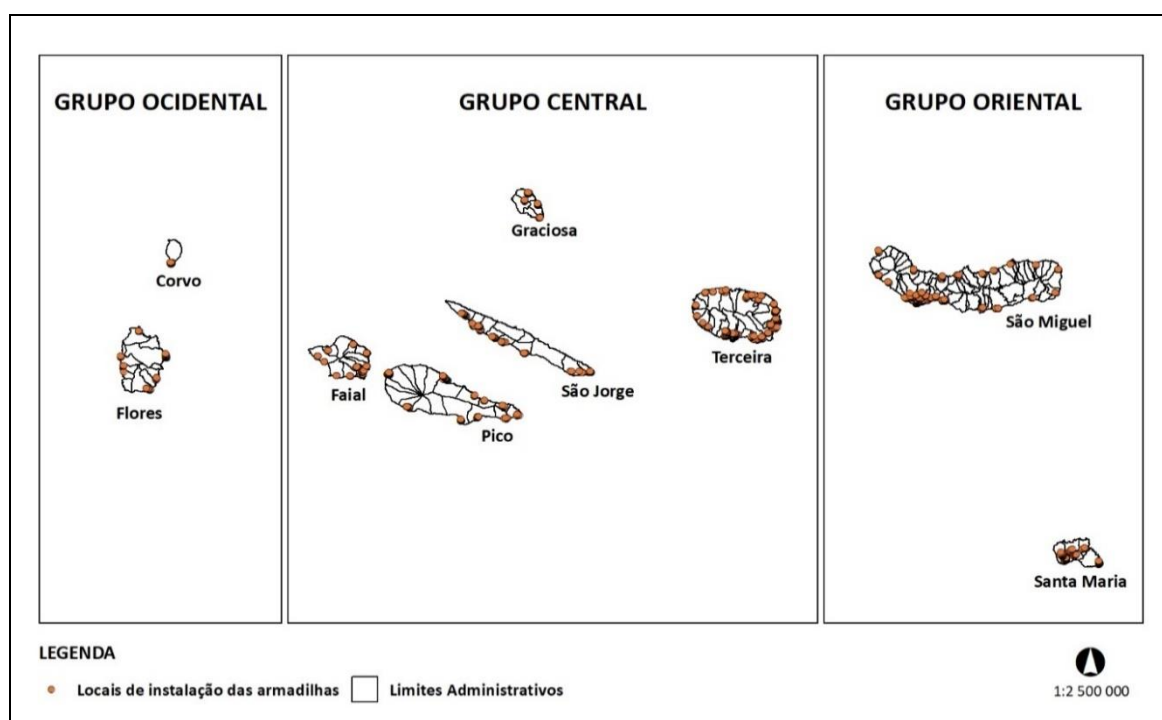 GRUPO OCIDENTAL
GRUPO CENTRAL
GRUPO ORIENTAL
Graciosa
Corvo
São Miguel
Terceira
São Jorge
Faial
Flores
Pico
Santa Maria
LEGENDA
Locais de instalação das armadilhas
Limites Administrativos
1:2 500 000